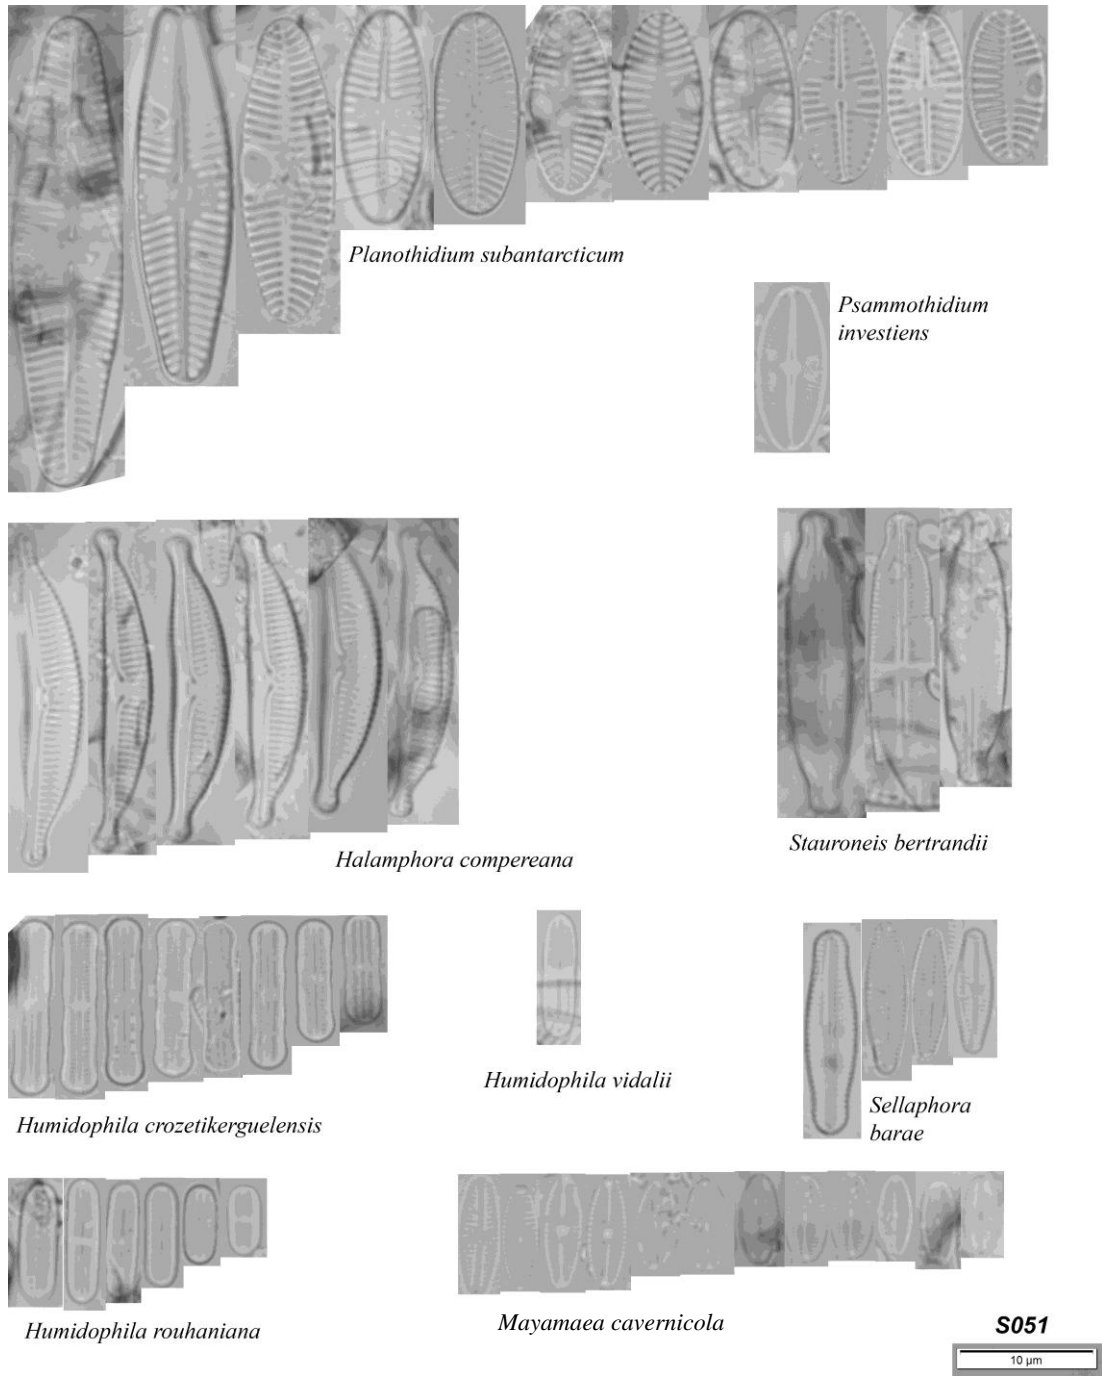 Planothidium subantarcticum
Psammothidium
investiens
Halamphora compereana
Stauroneis bertrandii
Humidophila crozetikerguelensis
Humidophila vidalii
Sellaphora
barae
Humidophila rouhaniana
Mayamaea cavernicola
S051
10 µm